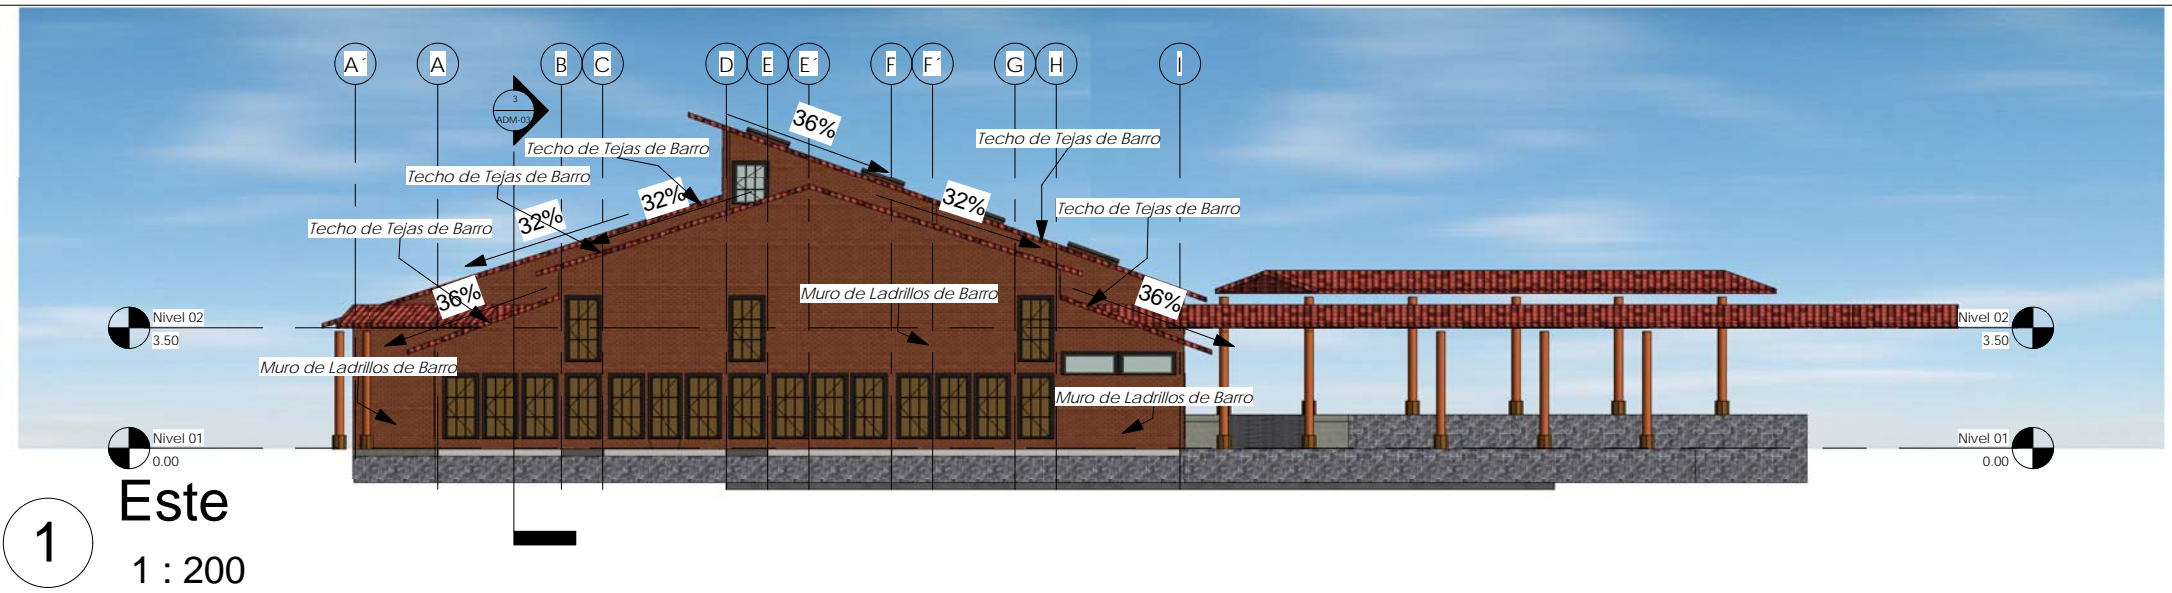 A´
A
B
C
D
E
E´
F
F´
G
H
I
3
ADM-03
36%
Techo de Tejas de Barro
Techo de Tejas de Barro
Techo de Tejas de Barro
32%
32%
32%
Techo de Tejas de Barro
Techo de Tejas de Barro
36%
Muro de Ladrillos de Barro
36%
Nivel 02
3.50
Nivel 02
3.50
Muro de Ladrillos de Barro
Muro de Ladrillos de Barro
Nivel 01
0.00
Nivel 01
0.00
1
Este
1 : 200